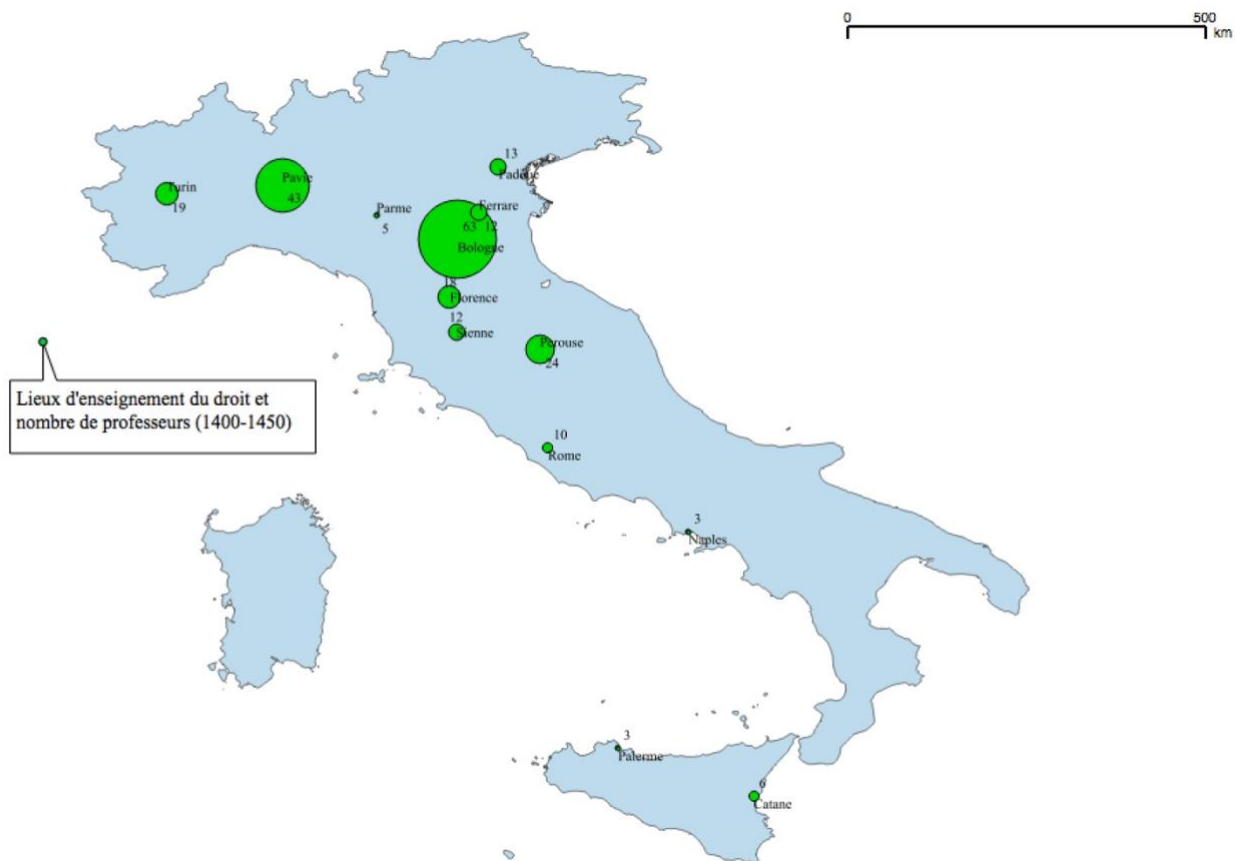 0 500
km
13
Padoue
Pavie
43
Turin
19
Parme
5
Ferrare
63 12
Bologne
18
Florence
12
Sienne
Perouse
24
Lieux d'enseignement du droit et
nombre de professeurs (1400-1450)
10
Rome
3
Naples
3
Palerme
6
Catane